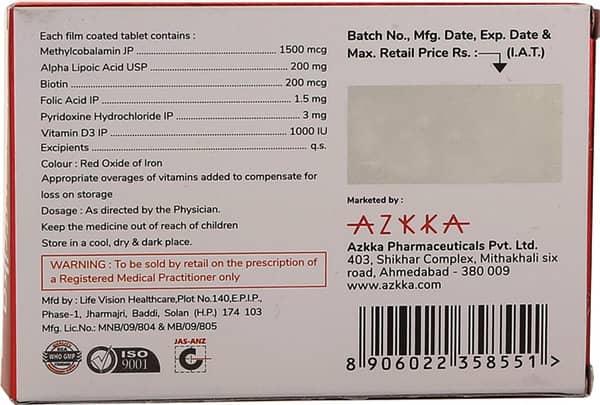 Each film coated tablet contains :
Methylcobalamin JP ........ 1500 mcg
Alpha Lipoic Acid USP ........ 200 mg
Biotin ........ 200 mcg
Folic Acid IP ........ 1.5 mg
Pyridoxine Hydrochloride IP ........ 3 mg
Vitamin D3 IP ........ 1000 IU
Excipients ........ q.s.
Colour : Red Oxide of Iron
Appropriate overages of vitamins added to compensate for
loss on storage
Dosage : As directed by the Physician.
Keep the medicine out of reach of children
Store in a cool, dry & dark place.
WARNING : To be sold by retail on the prescription of
a Registered Medical Practitioner only
Mfd by : Life Vision Healthcare,Plot No.140,E.P.I.P.,
Phase-1, Jharmajri, Baddi, Solan (H.P.) 174 103
Mfg. Lic.No.: MNB/09/804 & MB/09/805
WHO GMP
ISO
9001
JAS-ANZ
Batch No., Mfg. Date, Exp. Date &
Max. Retail Price Rs. : (I.A.T.)
Marketed by :
AZKKA
Azkka Pharmaceuticals Pvt. Ltd.
403, Shikhar Complex, Mithakhali six
road, Ahmedabad - 380 009
www.azkka.com
8 906022 358551 >